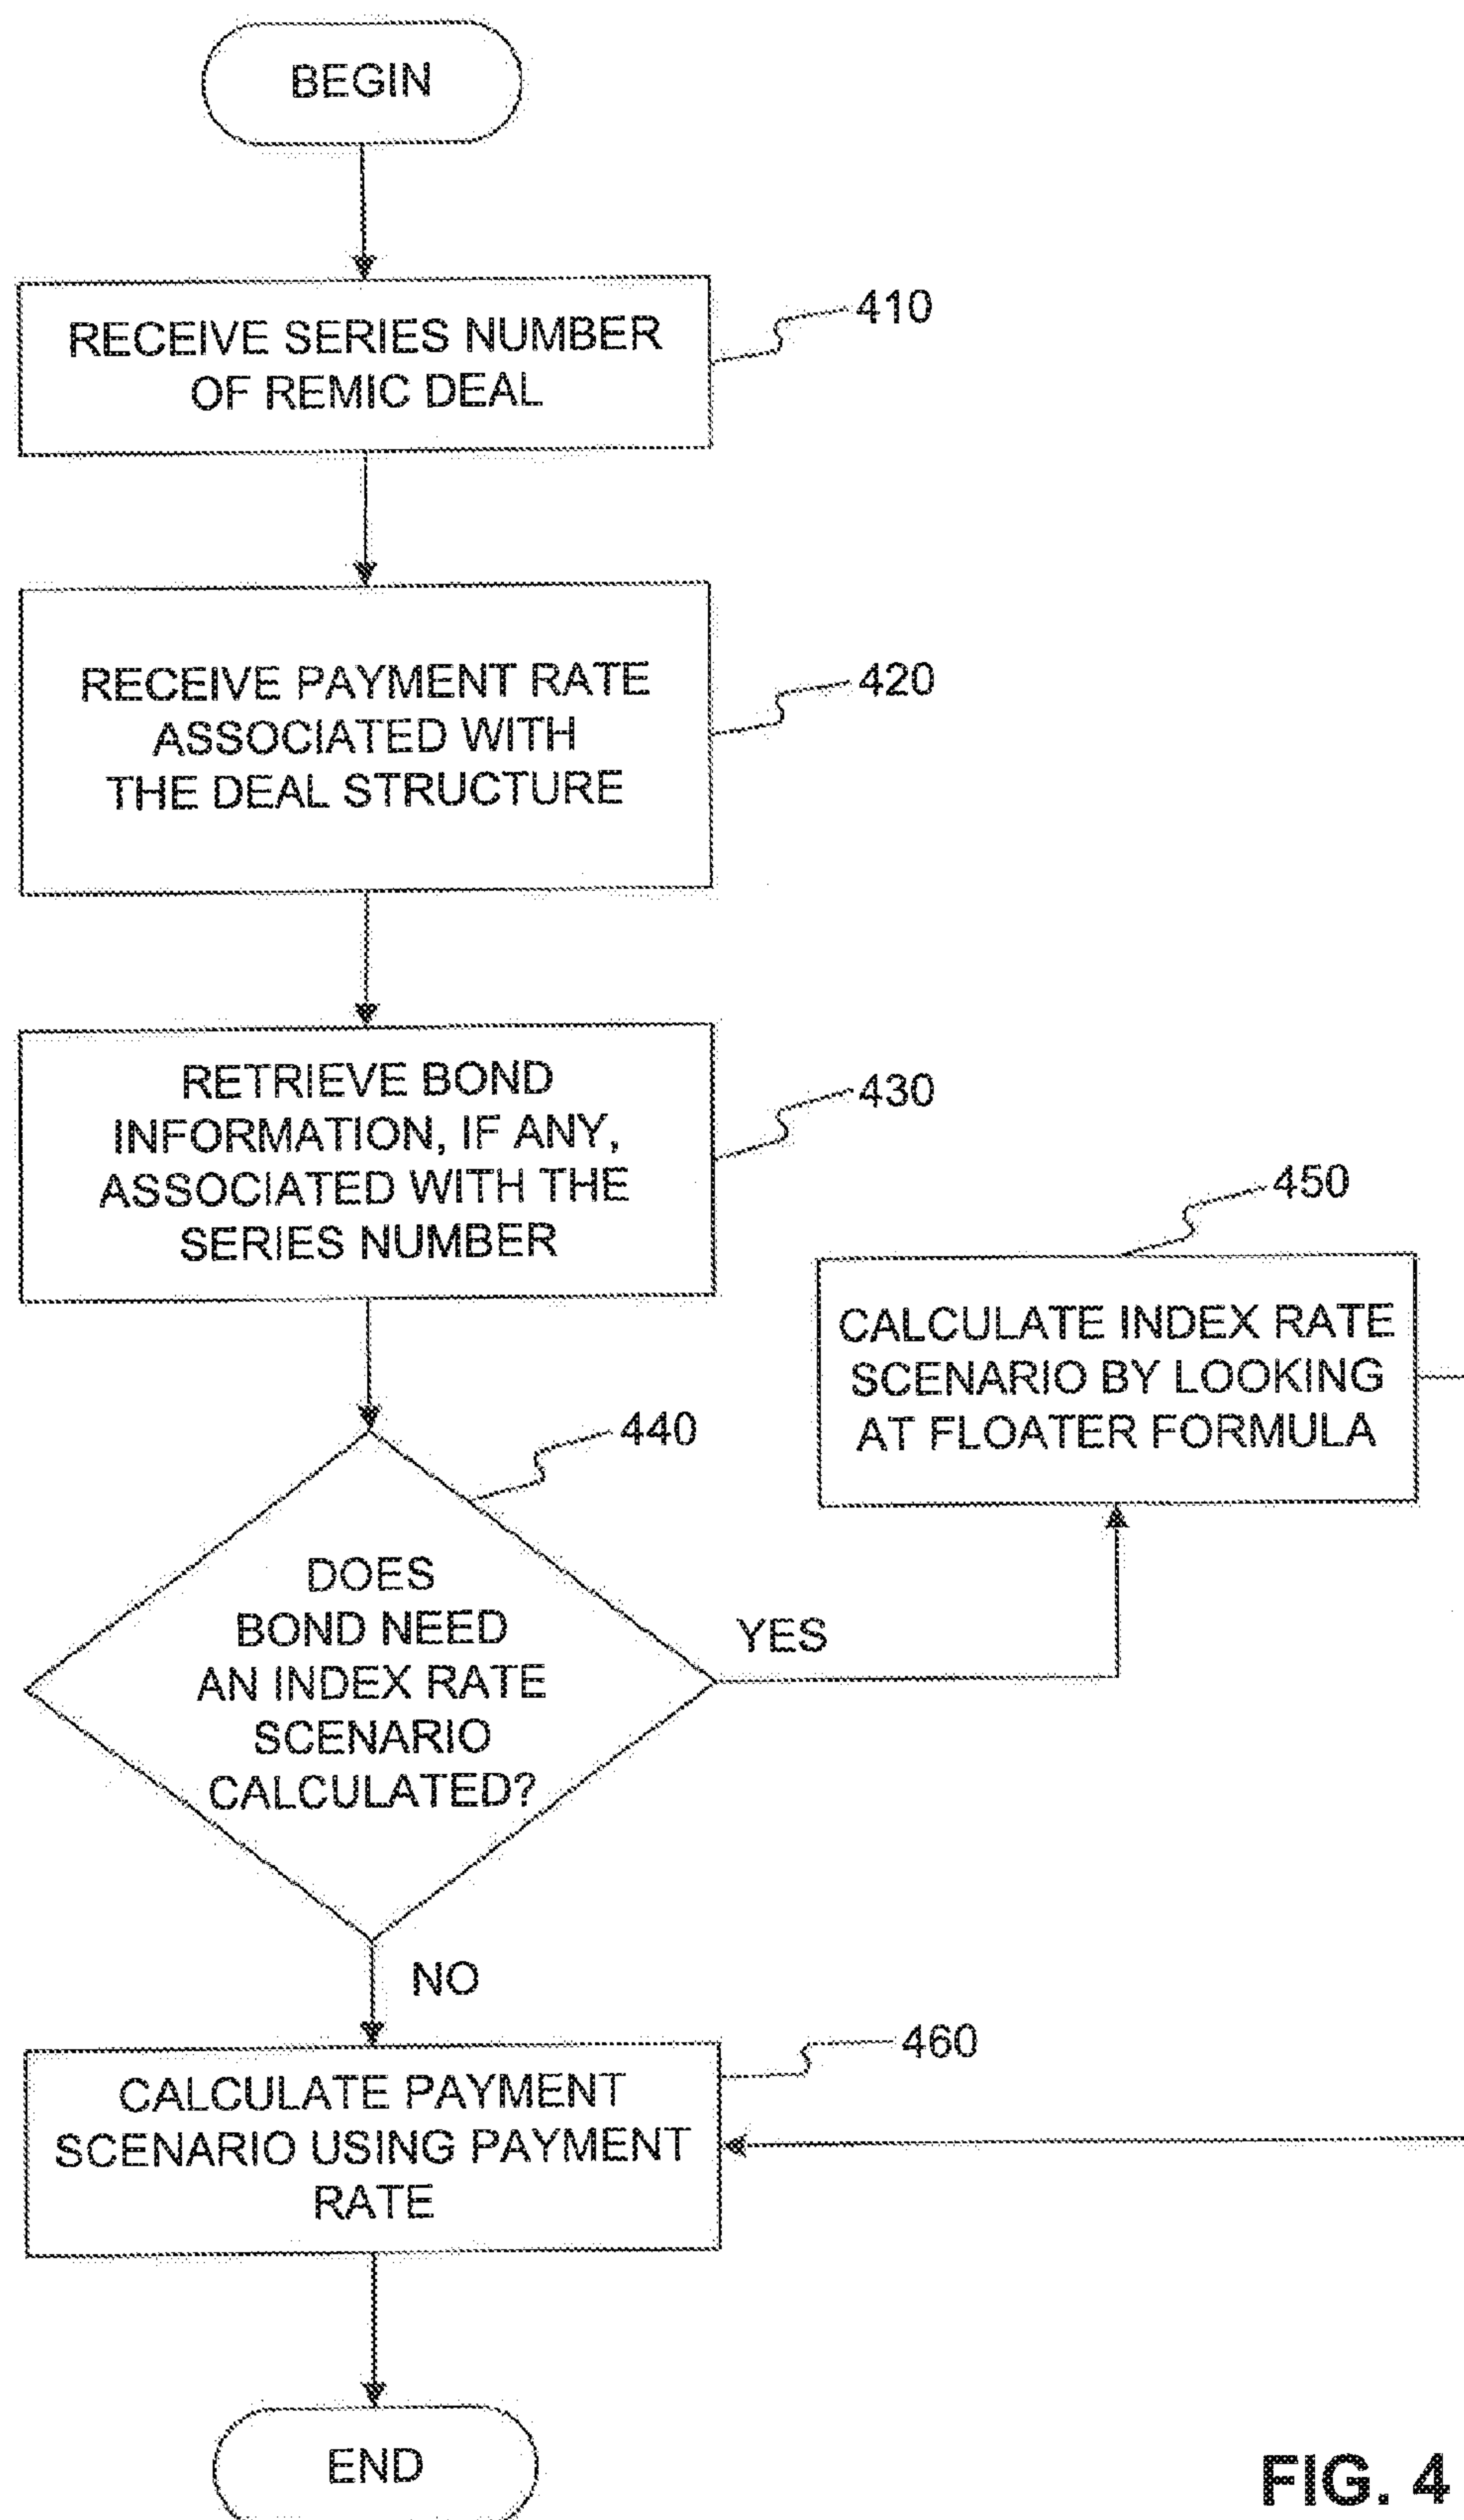 BEGIN
RECEIVE SERIES NUMBER
OF REMIC DEAL
410
RECEIVE PAYMENT RATE
ASSOCIATED WITH
THE DEAL STRUCTURE
420
RETRIEVE BOND
INFORMATION, IF ANY,
ASSOCIATED WITH THE
SERIES NUMBER
430
440
DOES
BOND NEED
AN INDEX RATE
SCENARIO
CALCULATED?
YES
450
CALCULATE INDEX RATE
SCENARIO BY LOOKING
AT FLOATER FORMULA
NO
460
CALCULATE PAYMENT
SCENARIO USING PAYMENT
RATE
END
FIG. 4